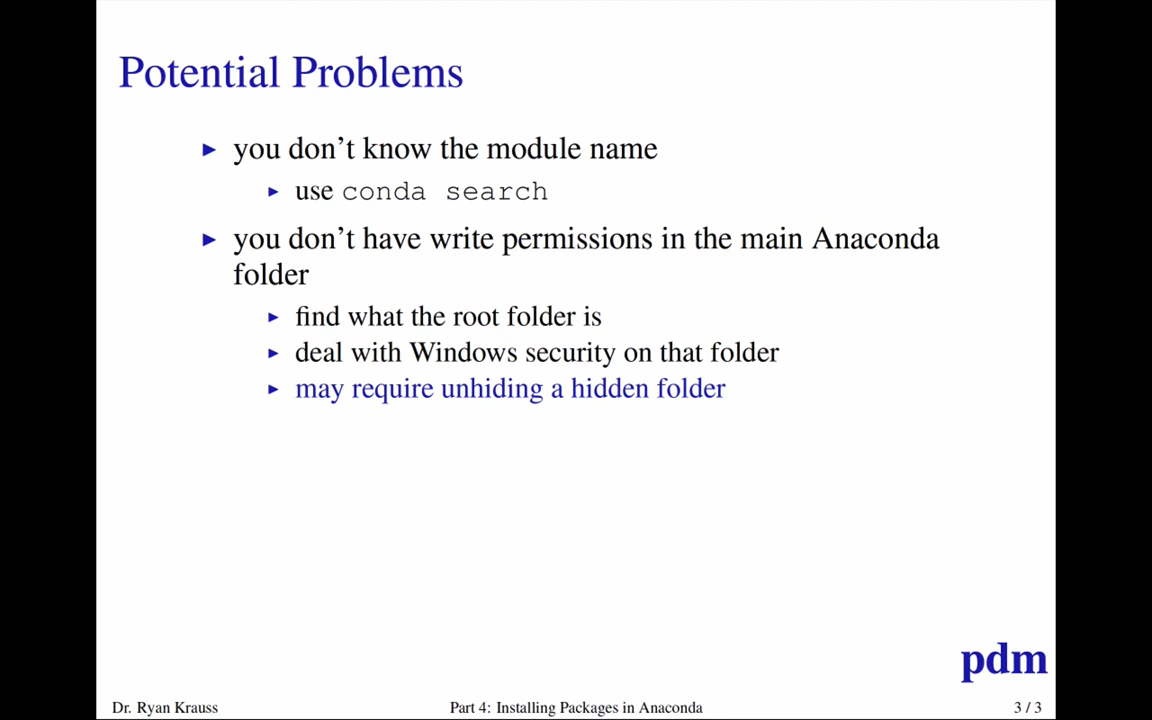 Potential Problems
you don't know the module name
use conda search
you don't have write permissions in the main Anaconda
folder
find what the root folder is
deal with Windows security on that folder
may require unhiding a hidden folder
pdm
Dr. Ryan Krauss
Part 4: Installing Packages in Anaconda
3 / 3